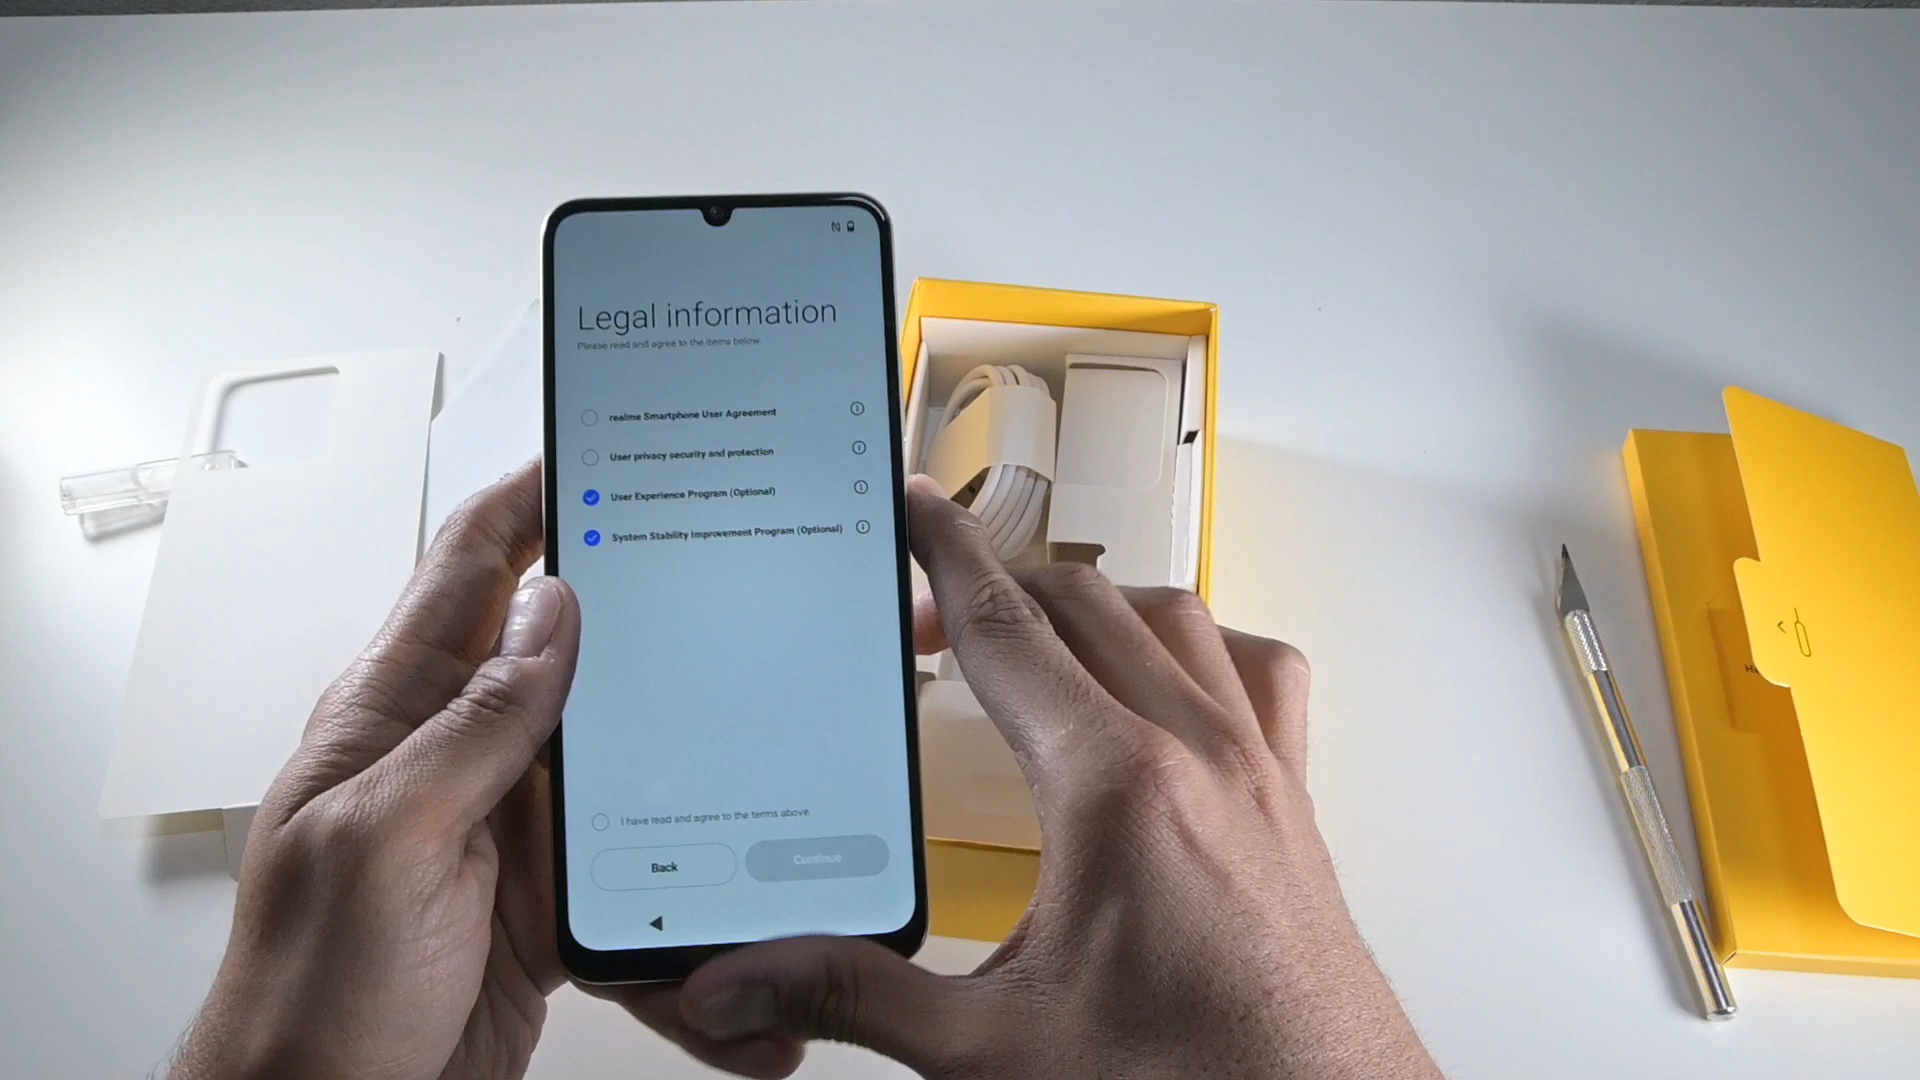 Legal information
Please read and agree to the items below.
realme Smartphone User Agreement
User privacy security and protection
User Experience Program (Optional)
System Stability Improvement Program (Optional)
I have read and agree to the terms above.
Back
Continue